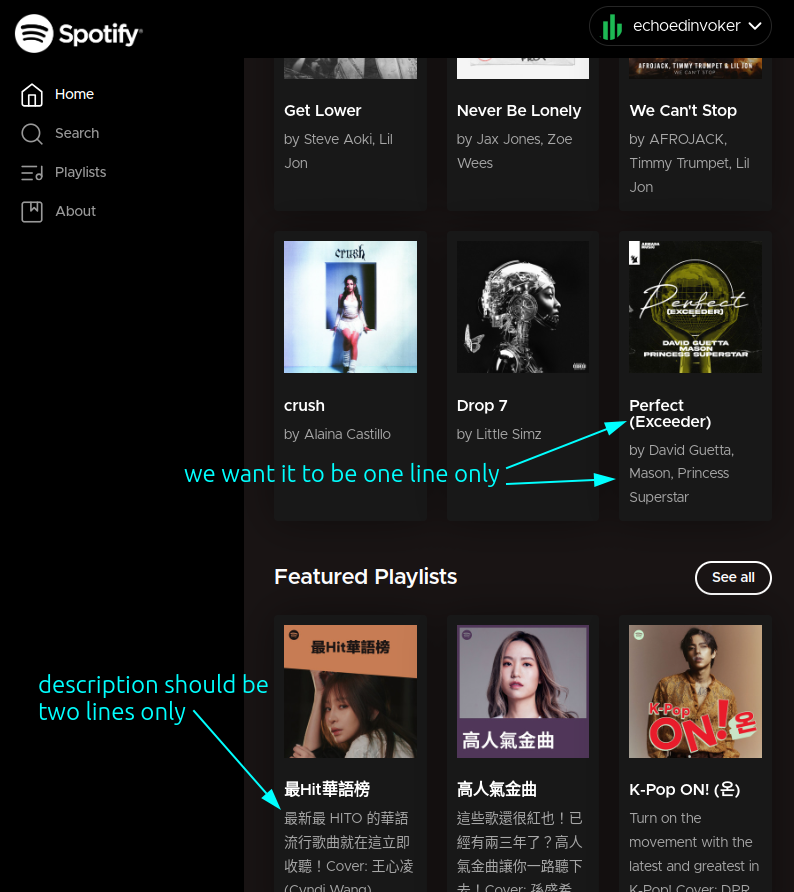 Spotify
echoedinvoker
Home
Search
Playlists
About
AFROJACK, TIMMY TRUMPET & LIL JON
WE CAN'T STOP
Get Lower
by Steve Aoki, Lil
Jon
Never Be Lonely
by Jax Jones, Zoe
Wees
We Can't Stop
by AFROJACK,
Timmy Trumpet, Lil
Jon
crush
ARMADA
MUSIC
Perfect
(EXCEEDER)
DAVID GUETTA
MASON
PRINCESS SUPERSTAR
crush
by Alaina Castillo
Drop 7
by Little Simz
Perfect
(Exceeder)
by David Guetta,
Mason, Princess
Superstar
we want it to be one line only
Featured Playlists
See all
最Hit華語榜
高人氣金曲
K-Pop
ON! 온
description should be
two lines only
最Hit華語榜
最新最 HITO 的華語
流行歌曲就在這立即
收聽！Cover: 王心凌
(Cyndi Wang)
高人氣金曲
這些歌還很紅也！已
經有兩三年了？高人
氣金曲讓你一路聽下
去！Cover: 孫盛希
K-Pop ON! (온)
Turn on the
movement with the
latest and greatest in
K-Pop! Cover: DPR